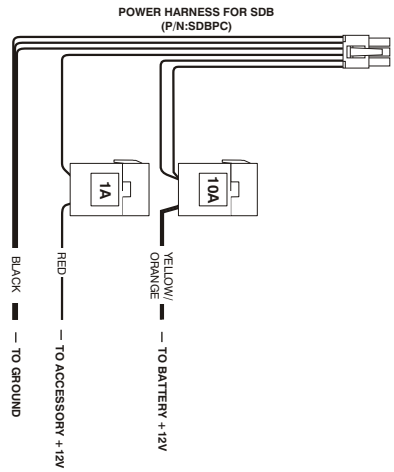 POWER HARNESS FOR SDB
(P/N:SDBPC)
1A
10A
BLACK
RED
YELLOW/
ORANGE
— TO GROUND
— TO ACCESSORY + 12V
— TO BATTERY + 12V